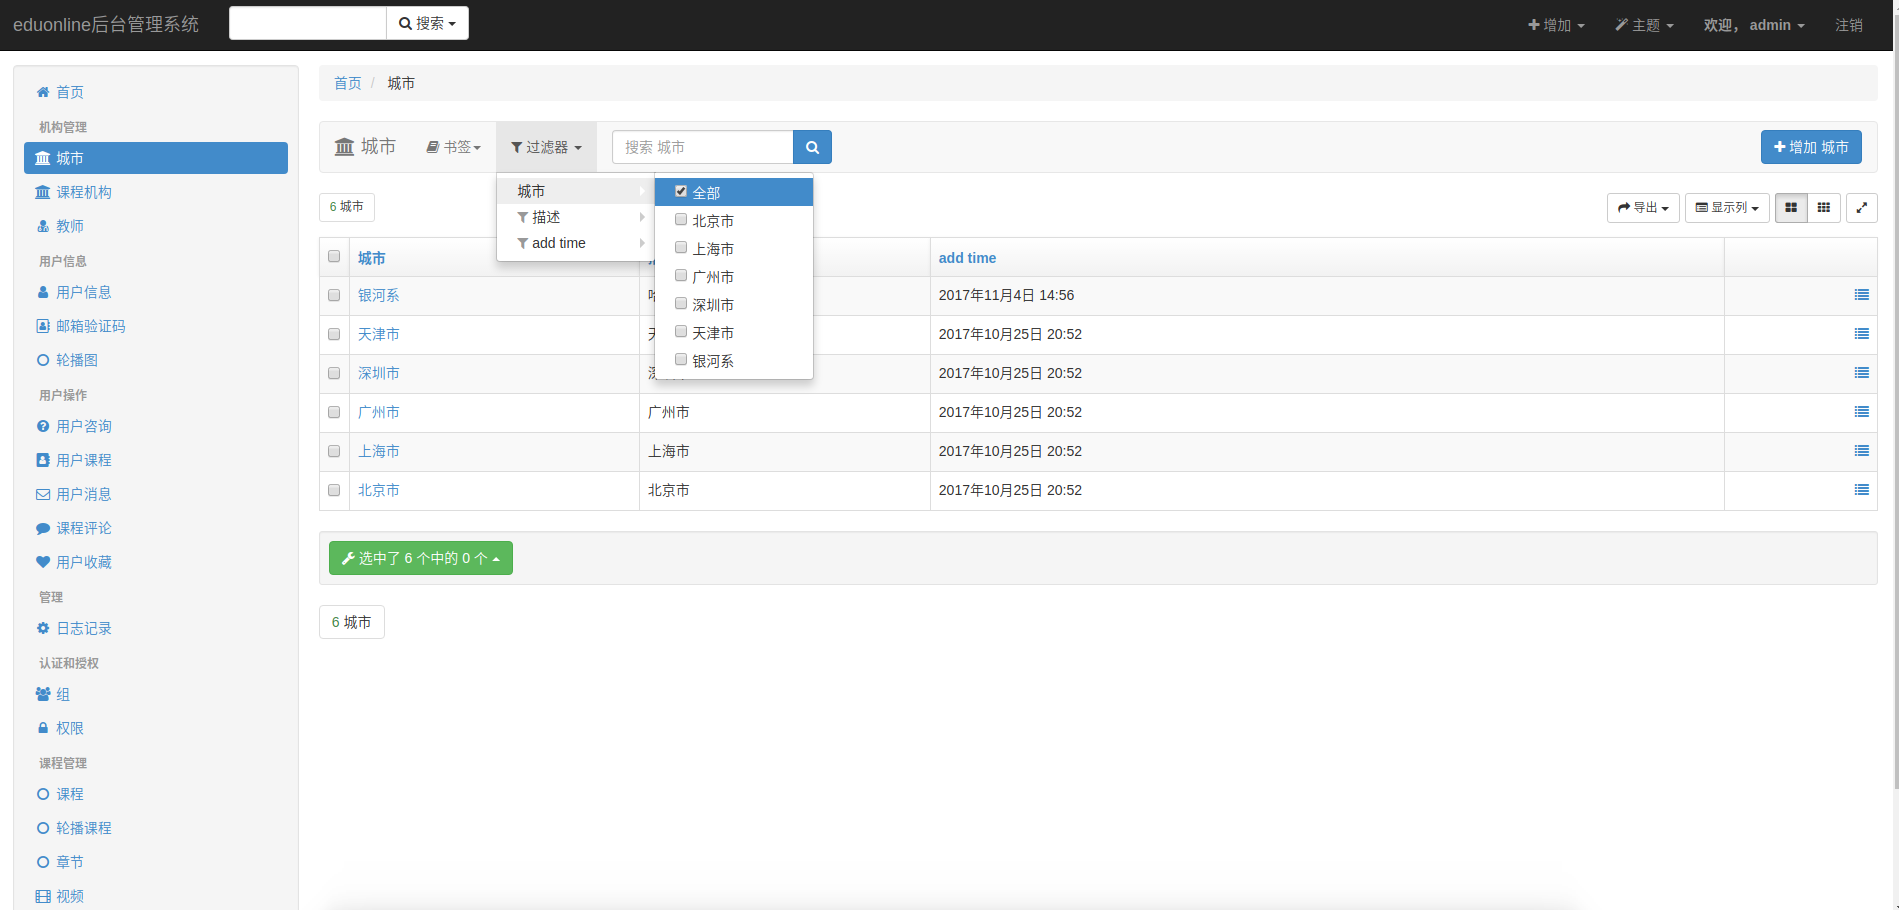 eduonline后台管理系统 搜索 增加 主题 欢迎， admin 注销
首页
机构管理
城市
课程机构
教师
用户信息
用户信息
邮箱验证码
轮播图
用户操作
用户咨询
用户课程
用户消息
课程评论
用户收藏
管理
日志记录
认证和授权
组
权限
课程管理
课程
轮播课程
章节
视频
首页 / 城市
城市 书签 过滤器 搜索 城市 增加 城市
城市
描述
add time
全部
北京市
上海市
广州市
深圳市
天津市
银河系
6 城市 导出 显示列
城市 add time
银河系 2017年11月4日 14:56
天津市 2017年10月25日 20:52
深圳市 2017年10月25日 20:52
广州市 广州市 2017年10月25日 20:52
上海市 上海市 2017年10月25日 20:52
北京市 北京市 2017年10月25日 20:52
选中了 6 个中的 0 个
6 城市